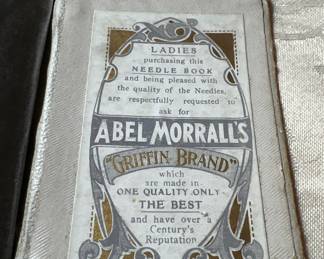 LADIES
purchasing this
NEEDLE BOOK
and being pleased with
the quality of the Needles,
are respectfully requested to
ask for
ABEL MORRALL'S
"GRIFFIN BRAND"
which
are made in
ONE QUALITY ONLY
THE BEST
and have over a
Century's
Reputation